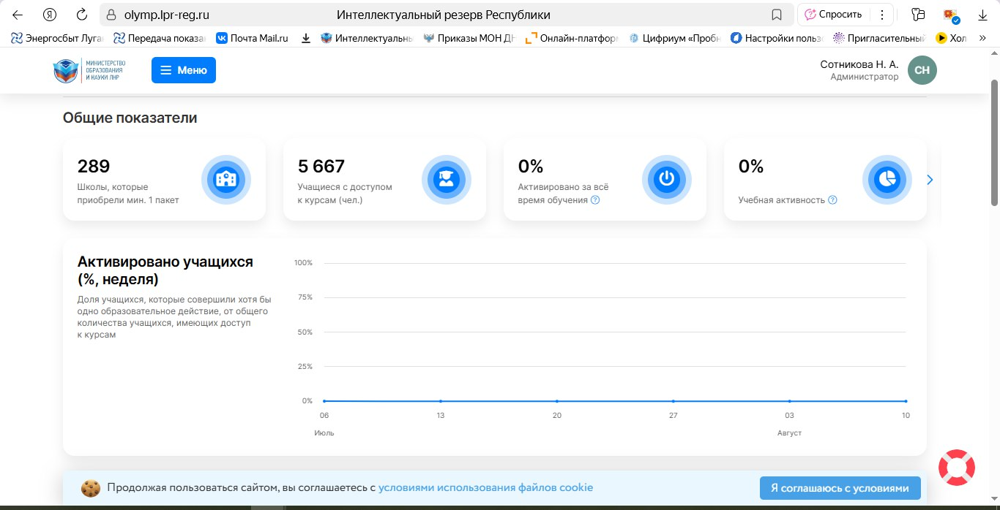 olymp.lpr-reg.ru
Интеллектуальный резерв Республики
Спросить
Энергосбыт Луга
Передача показа
Почта Mail.ru
Интеллектуальн
Приказы МОН ДН
Онлайн-платфор
Цифриум «Пробн
Настройки польз
Пригласительный
Хол
»
МИНИСТЕРСТВО
ОБРАЗОВАНИЯ
И НАУКИ ЛНР
Меню
Сотникова Н. А.
Администратор
СН
Общие показатели
289
Школы, которые
приобрели мин. 1 пакет
5 667
Учащиеся с доступом
к курсам (чел.)
0%
Активировано за всё
время обучения ?
0%
Учебная активность ?
Активировано учащихся
(%, неделя)
Доля учащихся, которые совершили хотя бы
одно образовательное действие, от общего
количества учащихся, имеющих доступ
к курсам
100%
75%
50%
25%
0%
06 13 20 27 03 10
Июль Август
Продолжая пользоваться сайтом, вы соглашаетесь с условиями использования файлов cookie
Я соглашаюсь с условиями